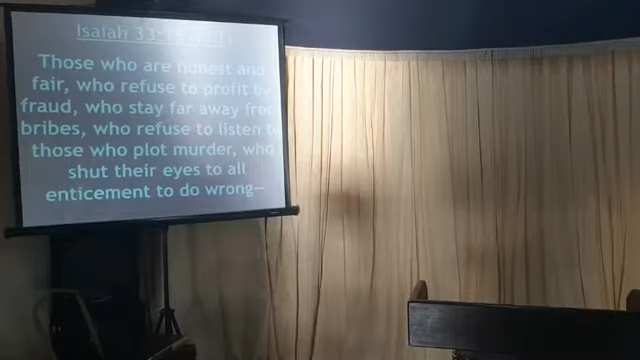 Isaiah 33:15
Those who are honest and
fair, who refuse to profit by
fraud, who stay far away from
bribes, who refuse to listen to
those who plot murder, who
shut their eyes to all
enticement to do wrong—